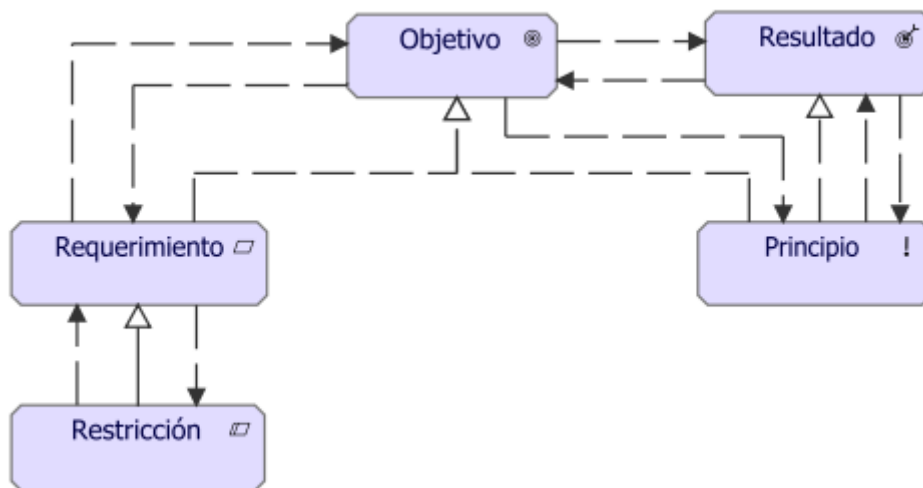 Objetivo
Resultado
Requerimiento
Principio
Restricción